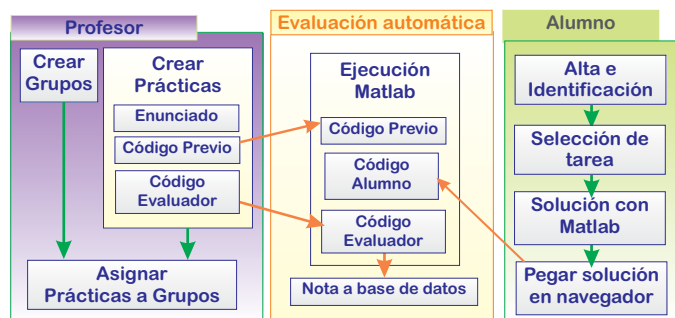 Profesor
Crear
Grupos
Crear
Prácticas
Enunciado
Código Previo
Código
Evaluador
Asignar
Prácticas a Grupos
Evaluación automática
Ejecución
Matlab
Código Previo
Código
Alumno
Código
Evaluador
Nota a base de datos
Alumno
Alta e
Identificación
Selección de
tarea
Solución con
Matlab
Pegar solución
en navegador